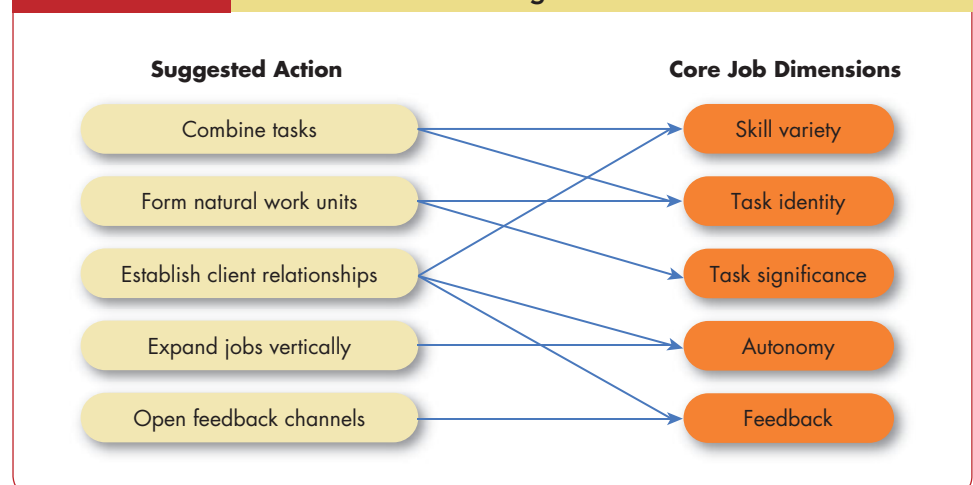 Suggested Action
Core Job Dimensions
Combine tasks
Skill variety
Form natural work units
Task identity
Establish client relationships
Task significance
Expand jobs vertically
Autonomy
Open feedback channels
Feedback